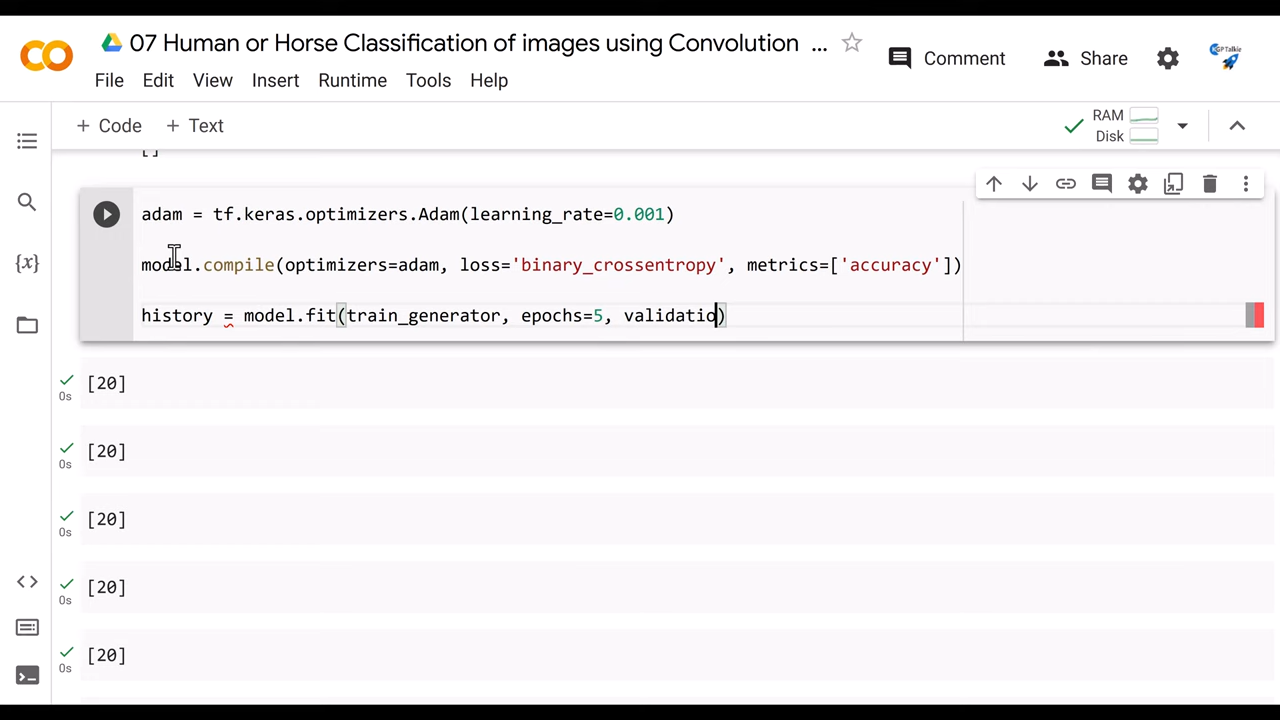 07 Human or Horse Classification of images using Convolution ...
File Edit View Insert Runtime Tools Help
Comment
Share
KGP Talkie
+ Code + Text
RAM
Disk
[]
adam = tf.keras.optimizers.Adam(learning_rate=0.001)
model.compile(optimizers=adam, loss='binary_crossentropy', metrics=['accuracy'])
history = model.fit(train_generator, epochs=5, validatio)
{x}
[20]
0s
[20]
0s
[20]
0s
[20]
0s
[20]
0s